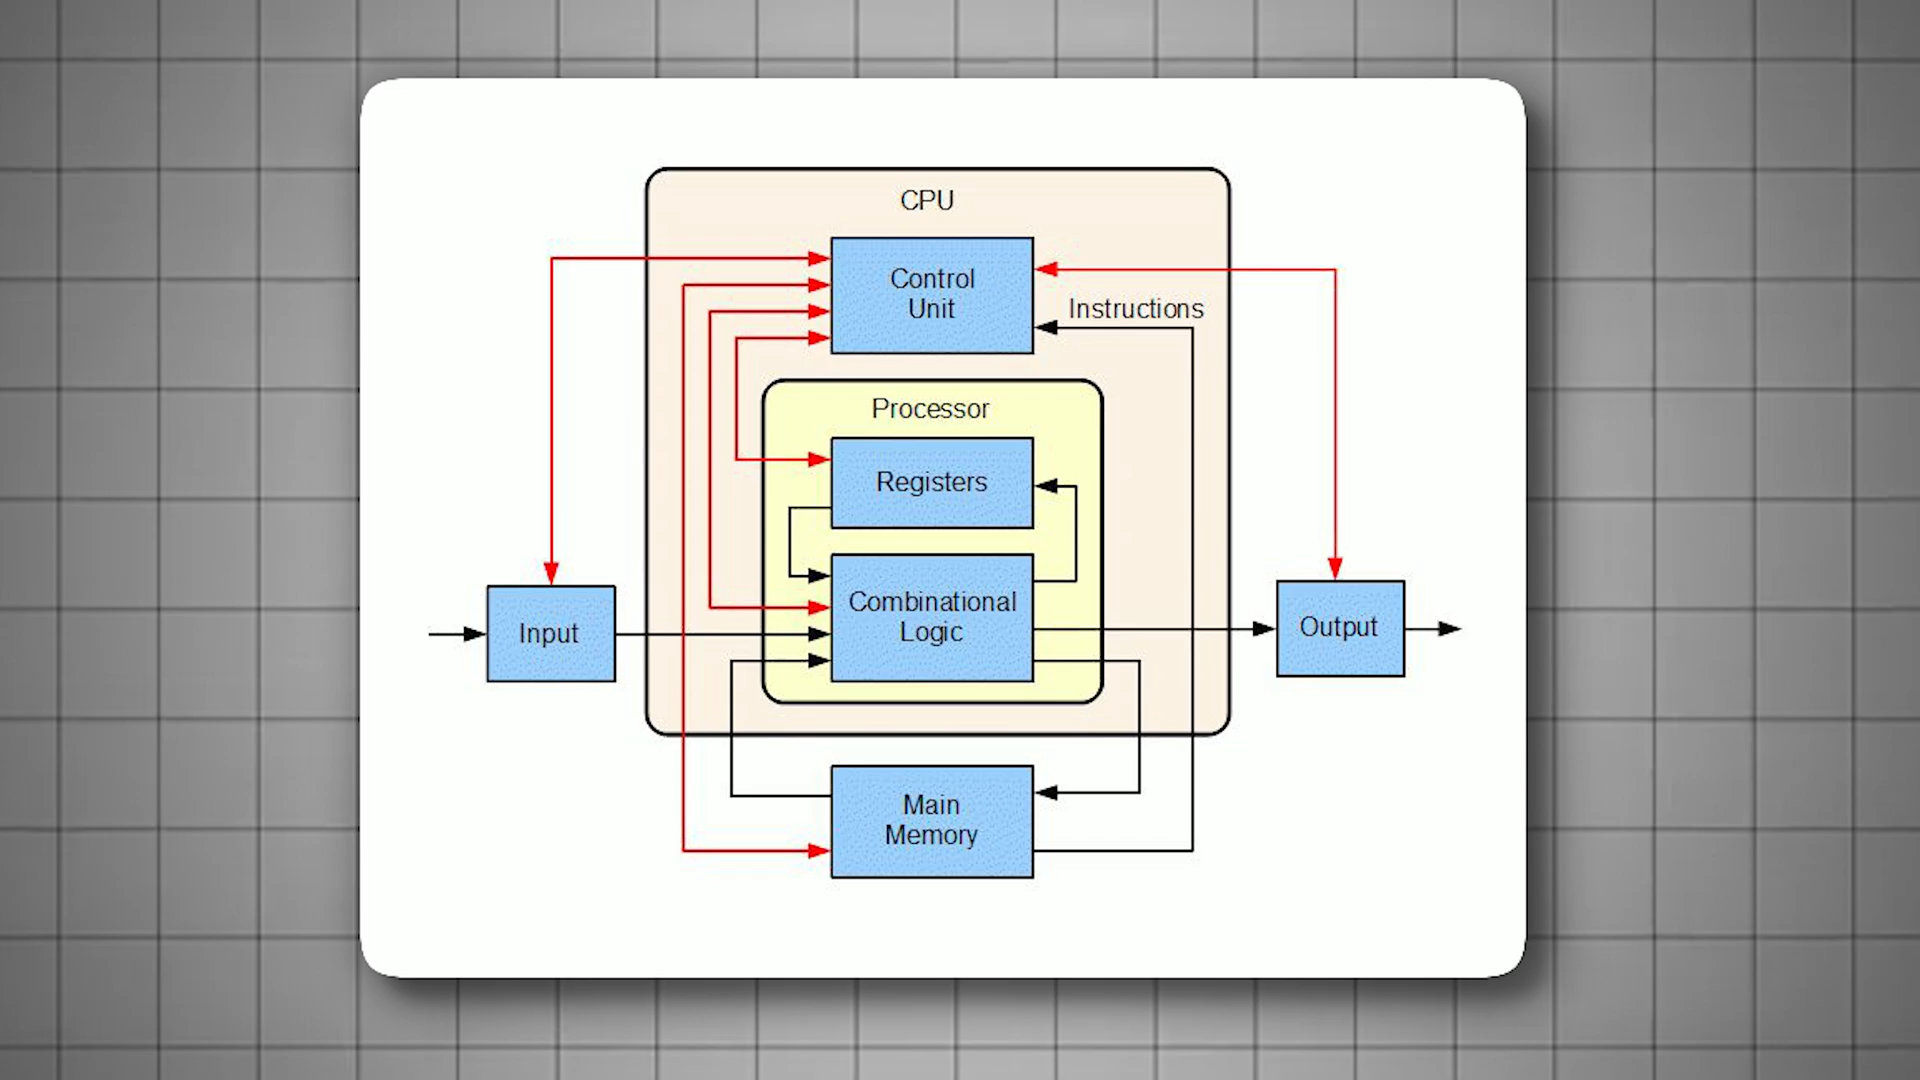 CPU
Control
Unit
Instructions
Processor
Registers
Combinational
Logic
Input
Output
Main
Memory